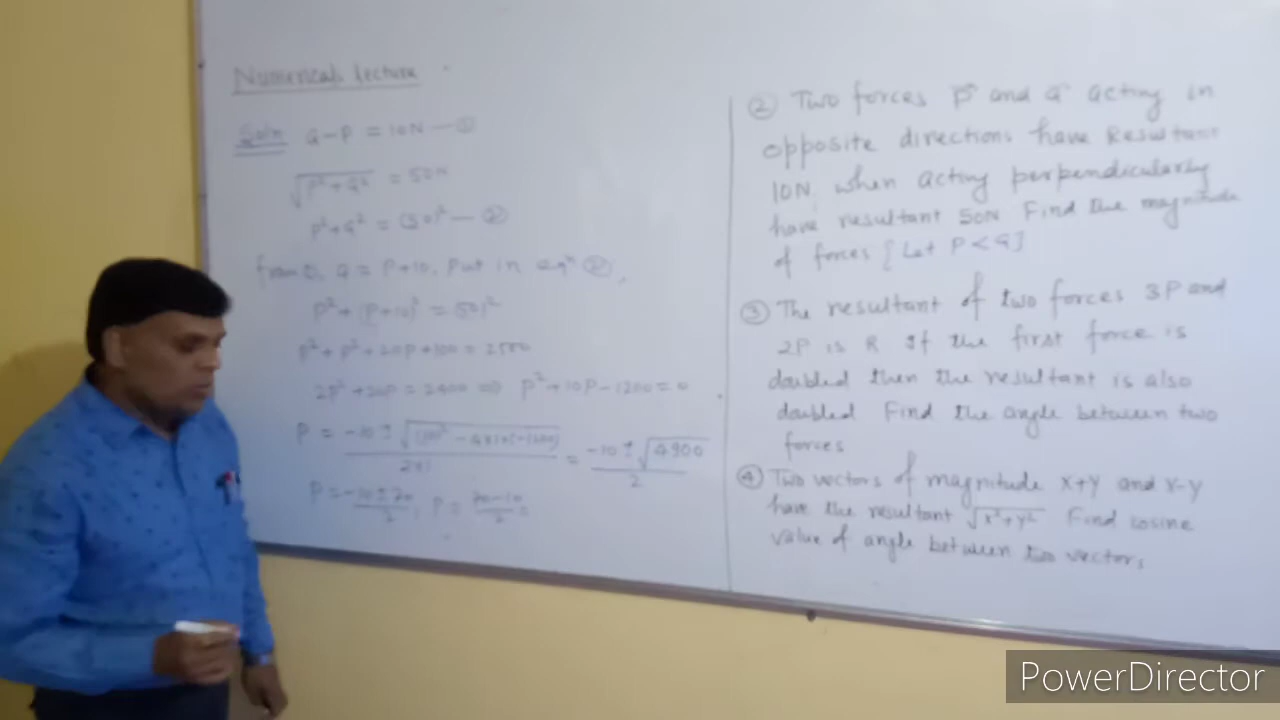 Numericals lecture
Soln Q-P = 10N — ①
√P²+Q² = 50N
P²+Q² = (50)² — ②
from ①, Q = P+10, Put in eqⁿ ②,
P²+(P+10)² = (50)²
P²+P²+20P+100 = 2500
2P²+20P = 2400 ⇒ P²+10P-1200=0
P = -10 ± √(10)²-4×1×(-1200) / 2×1 = -10 ± √4900 / 2
P = -10 ± 70 / 2, P = 70-10 / 2 =
② Two forces P and Q acting in
opposite directions have Resultant
10N, when acting perpendicularly
have resultant 50N Find the magnitude
of forces [Let P < Q]
③ The resultant of two forces 3P and
2P is R If the first force is
doubled then the resultant is also
doubled Find the angle between two
forces
④ Two vectors of magnitude x+y and x-y
have the resultant √x²+y² Find cosine
value of angle between two vectors,
PowerDirector